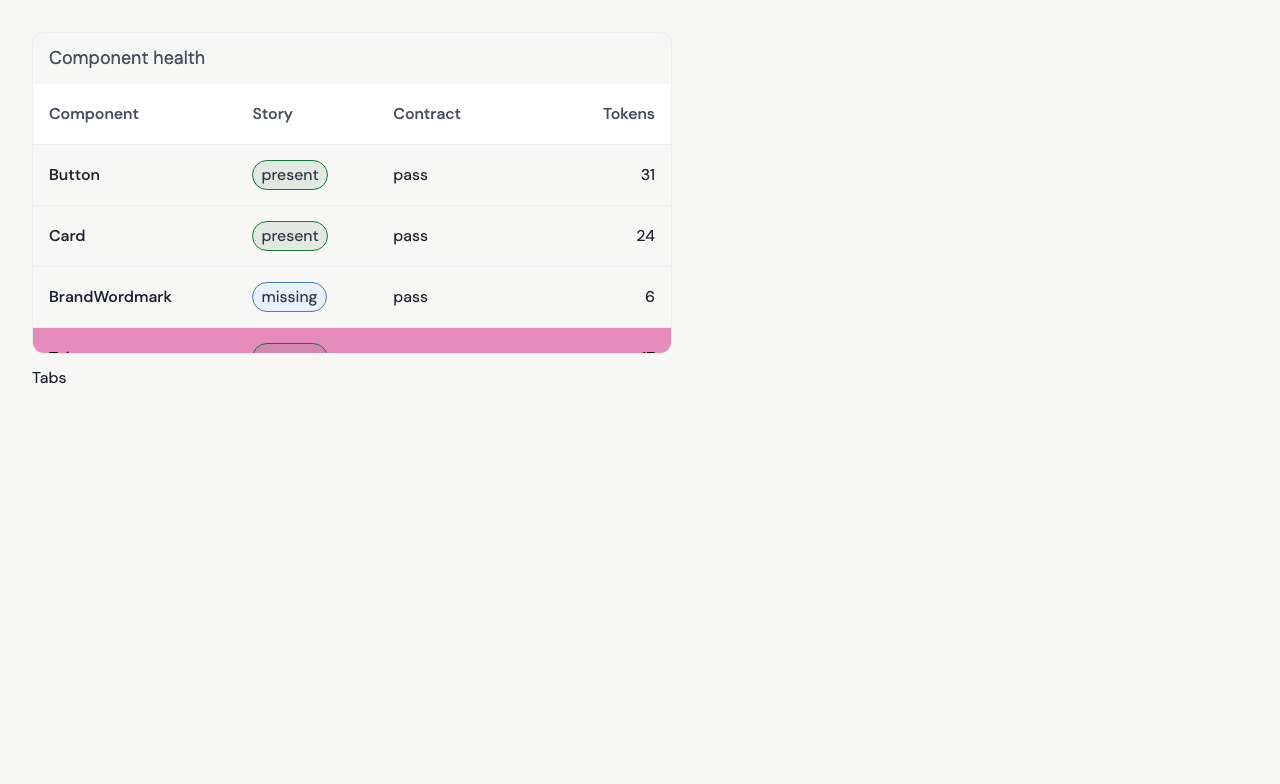 Component health
Component Story Contract Tokens
Button present pass 31
Card present pass 24
BrandWordmark missing pass 6
Tabs